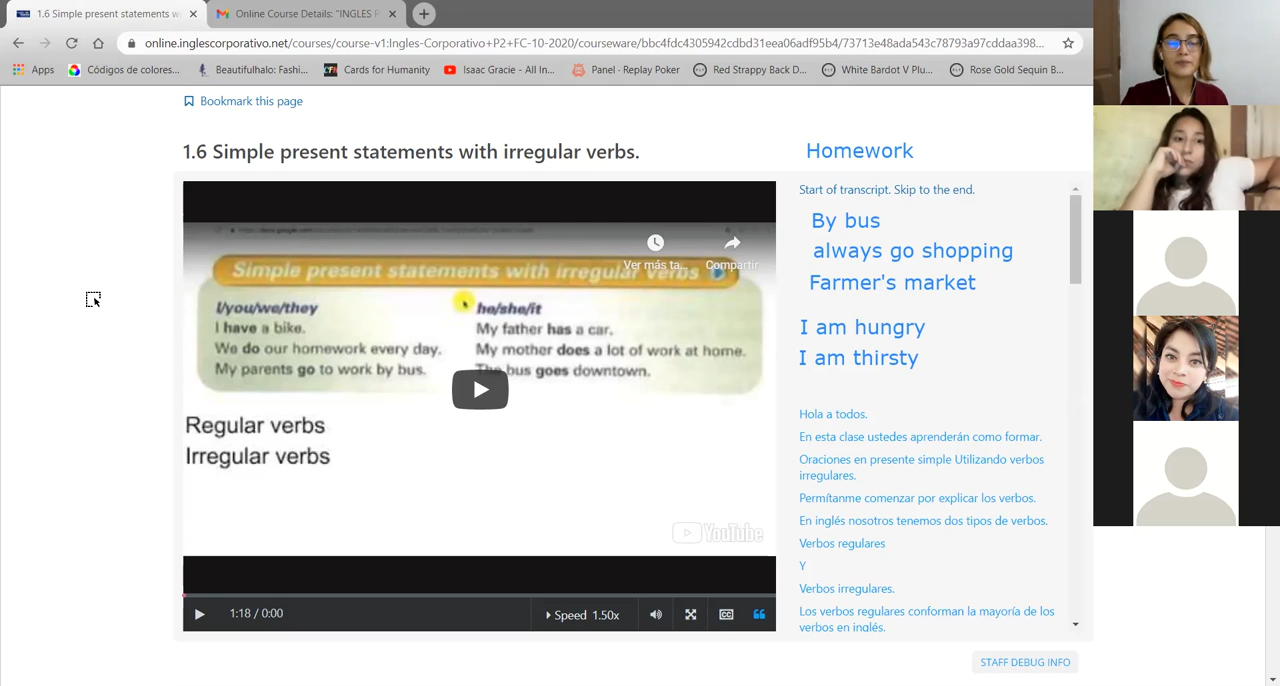 1.6 Simple present statements w
Online Course Details: "INGLES P
online.inglescorporativo.net/courses/course-v1:Ingles-Corporativo+P2+FC-10-2020/courseware/bbc4fdc4305942cdbd31eea06adf95b4/73713e48ada543c78793a97cddaa398...
Apps
Códigos de colores...
Beautifulhalo: Fashi...
Cards for Humanity
Isaac Gracie - All In...
Panel · Replay Poker
Red Strappy Back D...
White Bardot V Plu...
Rose Gold Sequin B...
Bookmark this page
1.6 Simple present statements with irregular verbs.
Homework
Start of transcript. Skip to the end.
By bus
always go shopping
Farmer's market
I am hungry
I am thirsty
Ver más ta...
Compartir
Simple present statements with irregular verbs
I/you/we/they
I have a bike.
We do our homework every day.
My parents go to work by bus.
he/she/it
My father has a car.
My mother does a lot of work at home.
The bus goes downtown.
Regular verbs
Irregular verbs
YouTube
1:18 / 0:00
Speed 1.50x
Hola a todos.
En esta clase ustedes aprenderán como formar.
Oraciones en presente simple Utilizando verbos
irregulares.
Permítanme comenzar por explicar los verbos.
En inglés nosotros tenemos dos tipos de verbos.
Verbos regulares
Y
Verbos irregulares.
Los verbos regulares conforman la mayoría de los
verbos en inglés.
STAFF DEBUG INFO